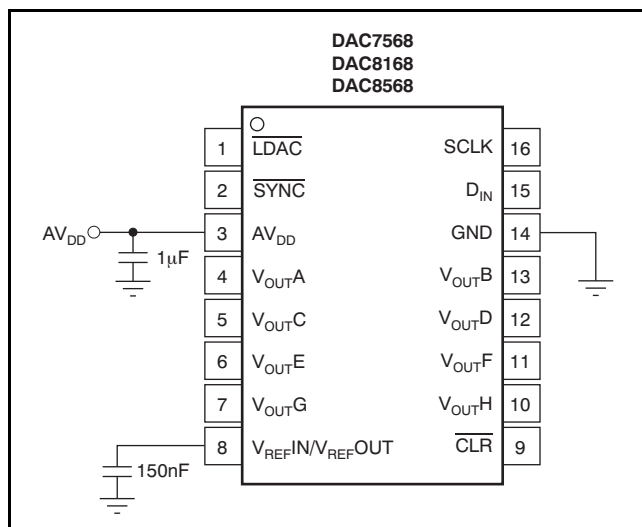 DAC7568
DAC8168
DAC8568
1 LDAC SCLK 16
2 SYNC DIN 15
AVDD 3 AVDD GND 14
1μF
4 VOUTA VOUTB 13
5 VOUTC VOUTD 12
6 VOUTE VOUTF 11
7 VOUTG VOUTH 10
8 VREFIN/VREFOUT CLR 9
150nF